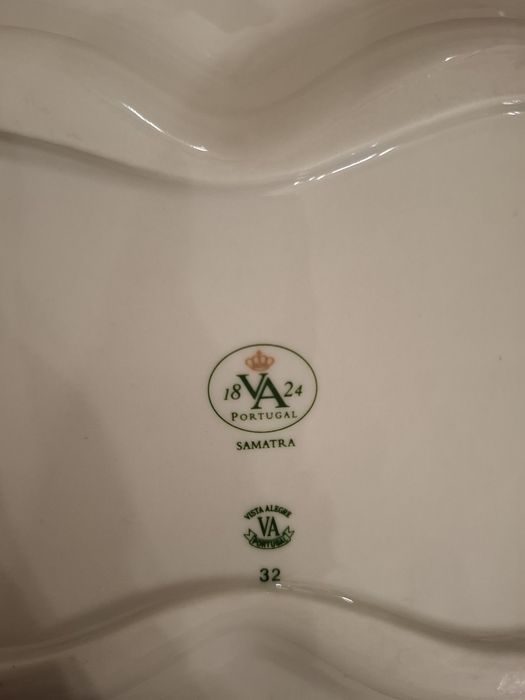 18 VA 24
PORTUGAL
SAMATRA
VISTA ALEGRE
VA
PORTUGAL
32